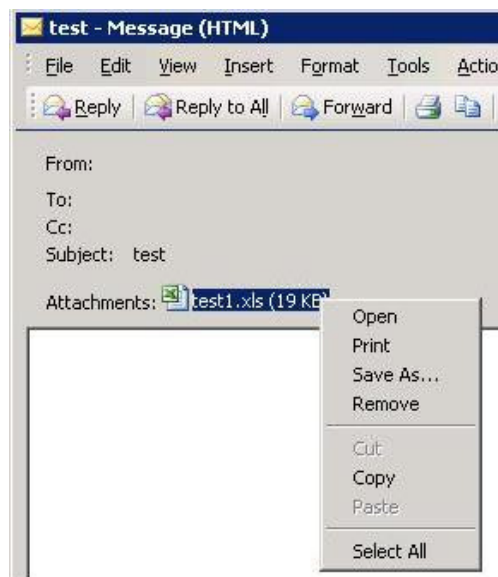 test - Message (HTML)
File Edit View Insert Format Tools Actio
Reply Reply to All Forward
From:
To:
Cc:
Subject: test
Attachments: test1.xls (19 KB)
Open
Print
Save As...
Remove
Cut
Copy
Paste
Select All